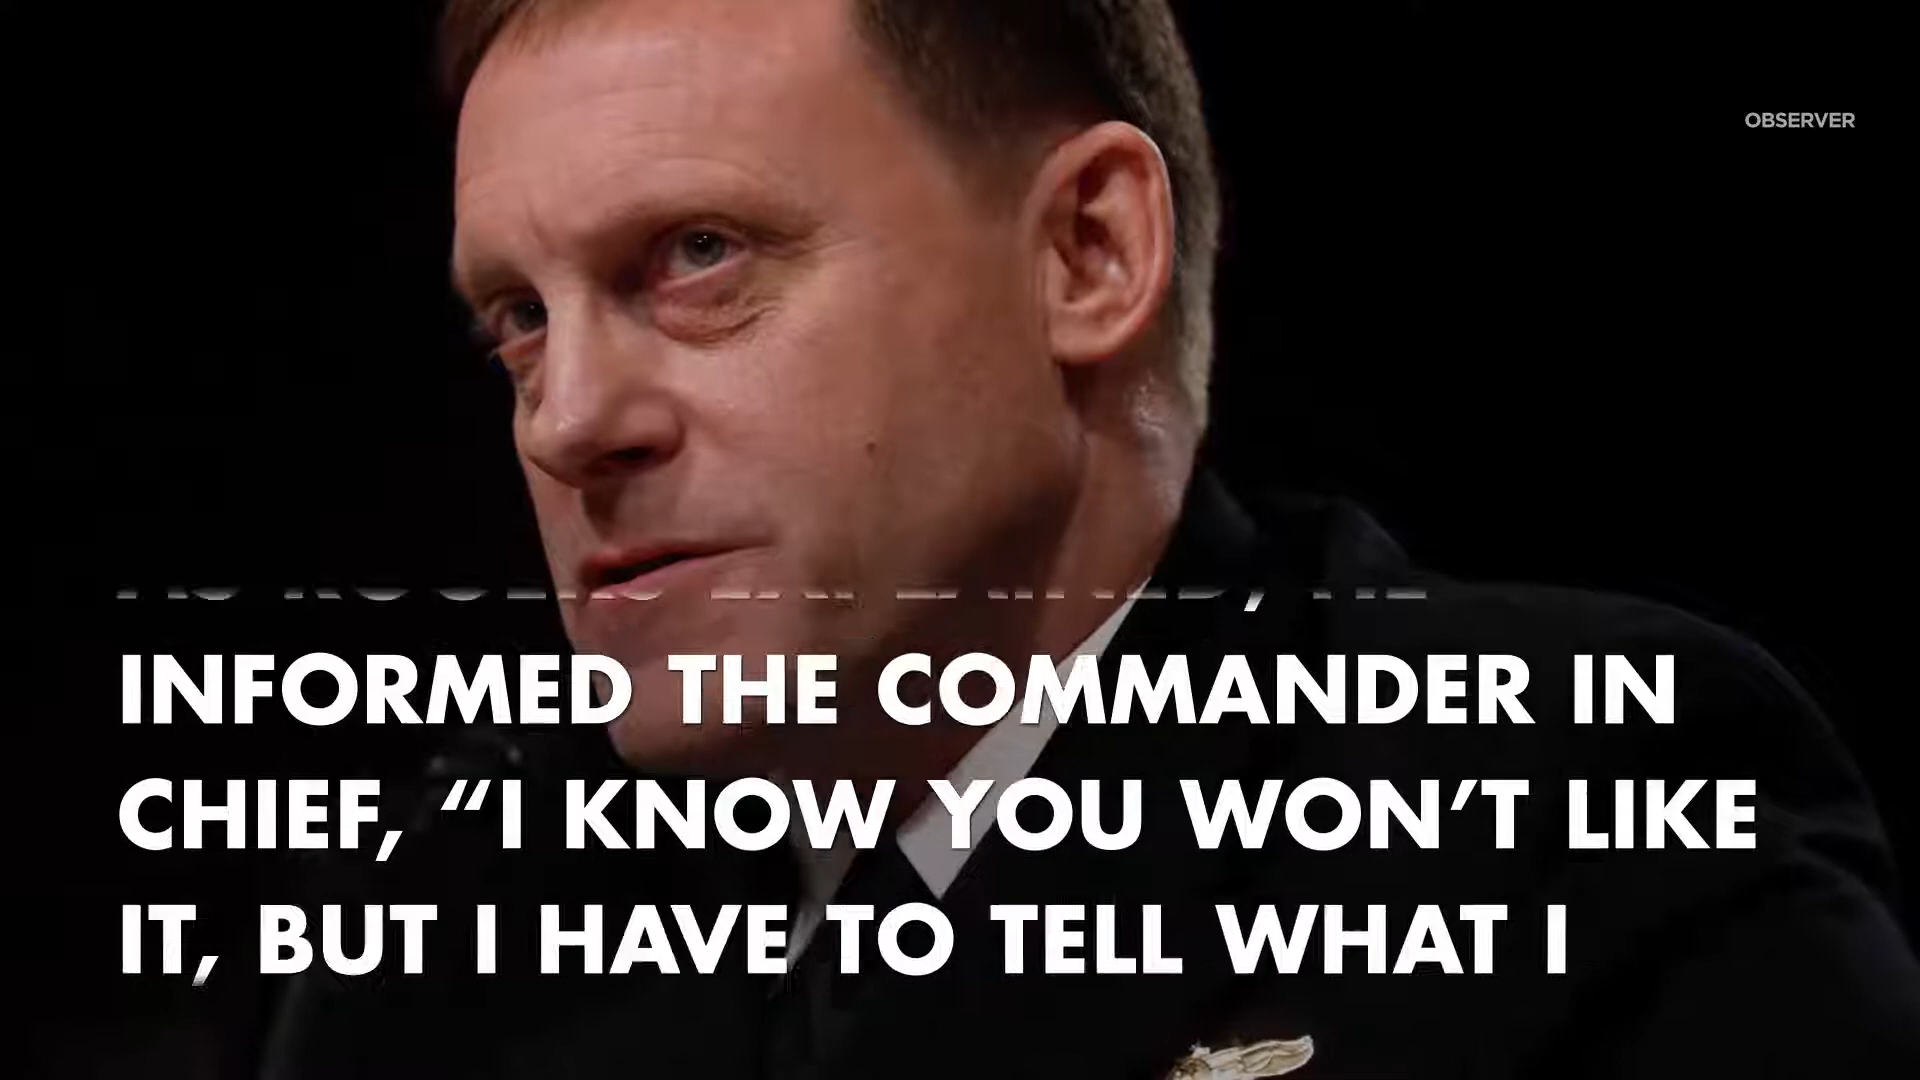 OBSERVER
INFORMED THE COMMANDER IN
CHIEF, “I KNOW YOU WON’T LIKE
IT, BUT I HAVE TO TELL WHAT I